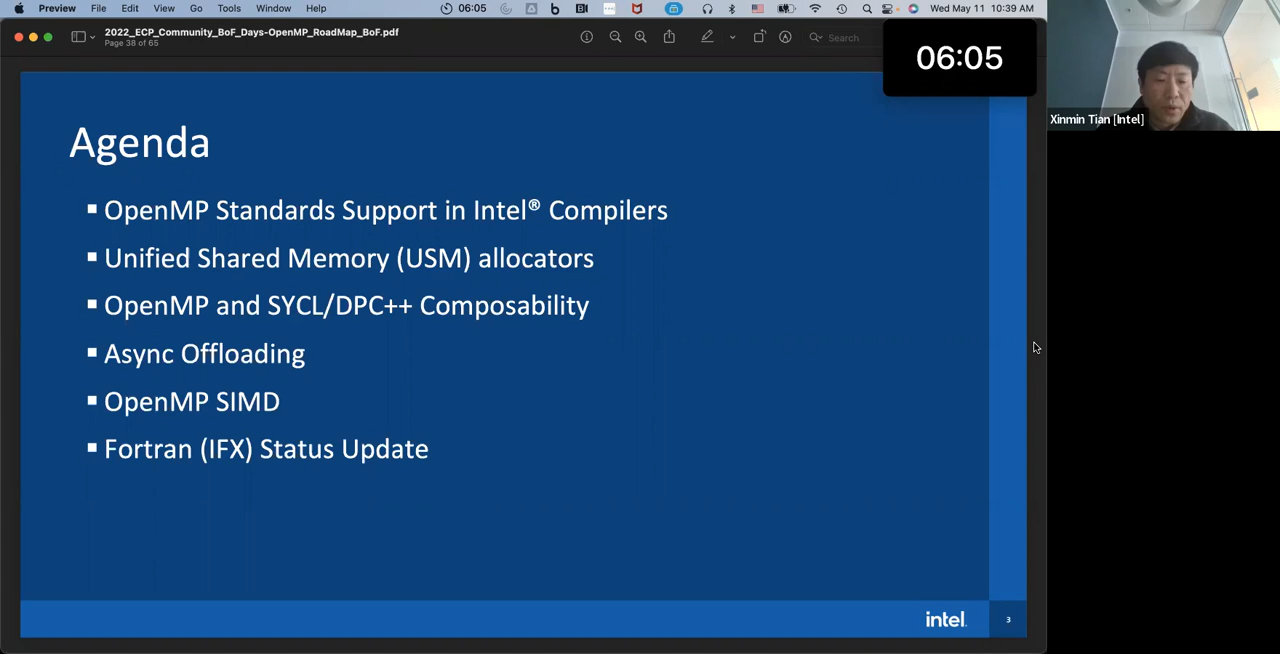 Preview File Edit View Go Tools Window Help 06:05 Wed May 11 10:39 AM
2022_ECP_Community_BoF_Days-OpenMP_RoadMap_BoF.pdf
Page 38 of 65
Search
06:05
Xinmin Tian [Intel]
Agenda
▪ OpenMP Standards Support in Intel® Compilers
▪ Unified Shared Memory (USM) allocators
▪ OpenMP and SYCL/DPC++ Composability
▪ Async Offloading
▪ OpenMP SIMD
▪ Fortran (IFX) Status Update
intel.
3